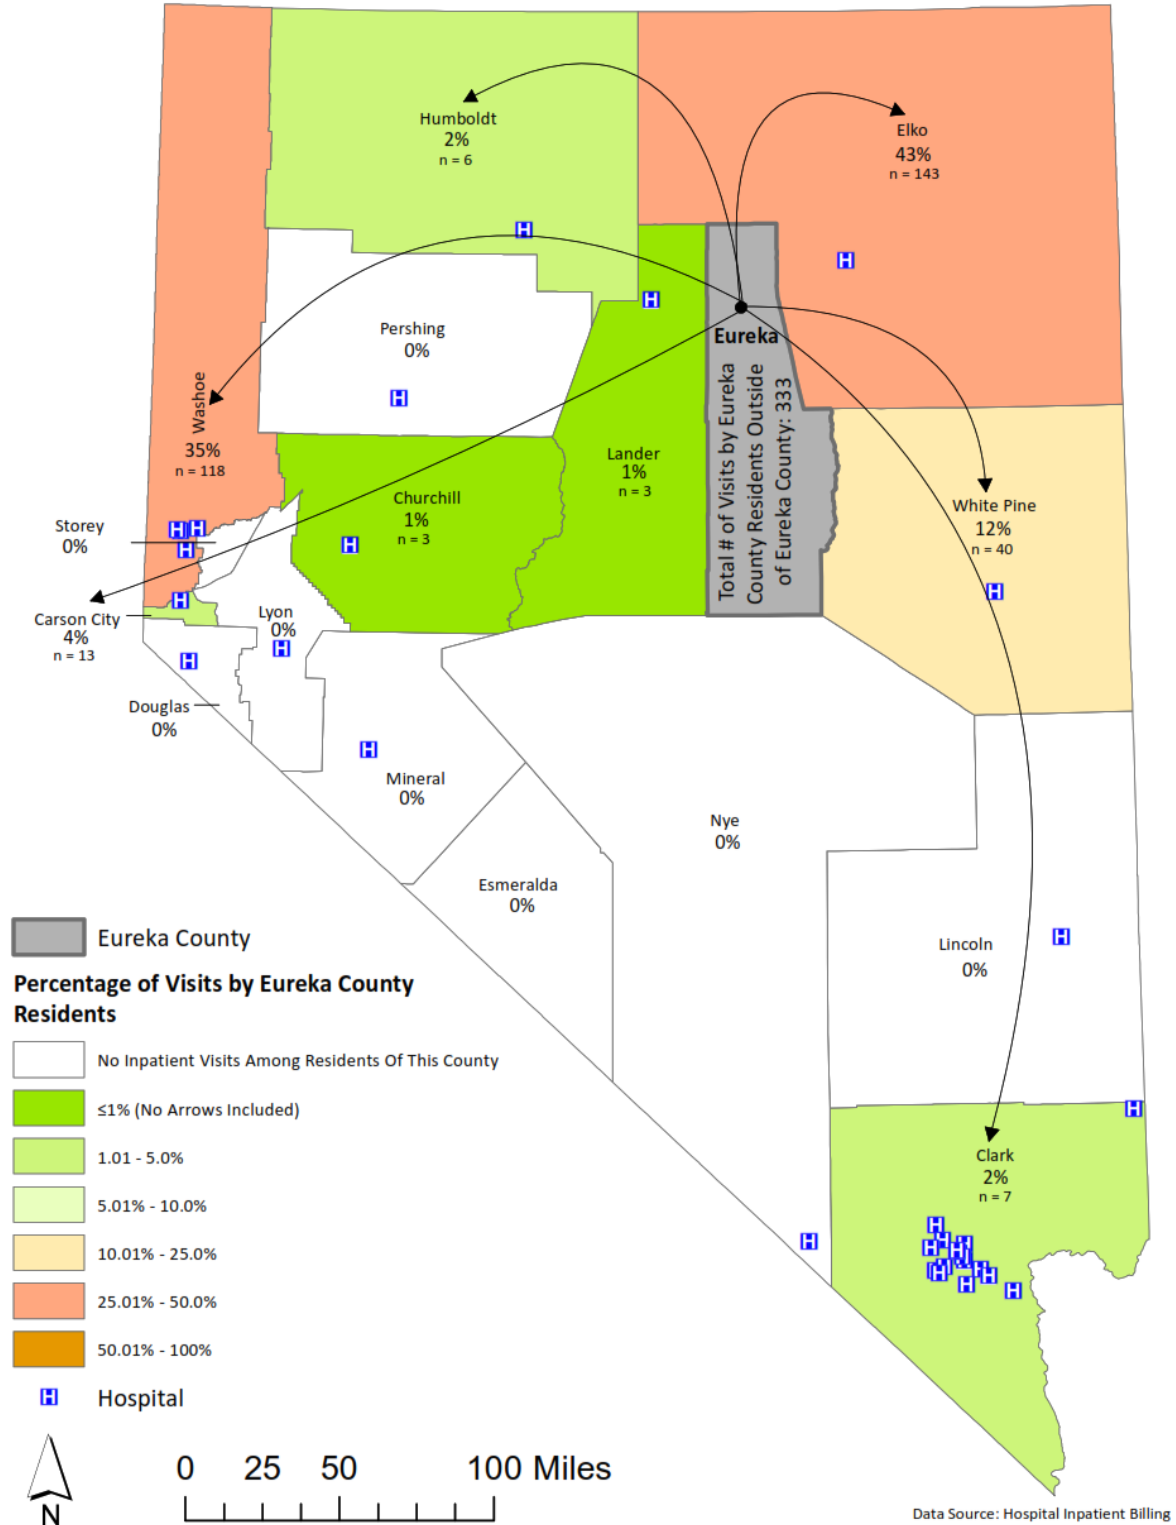 Humboldt
2%
n = 6
Elko
43%
n = 143
Pershing
0%
Eureka
Total # of Visits by Eureka
County Residents Outside
of Eureka County: 333
Washoe
35%
n = 118
Lander
1%
n = 3
Churchill
1%
n = 3
White Pine
12%
n = 40
Storey
0%
Carson City
4%
n = 13
Lyon
0%
Douglas
0%
Mineral
0%
Nye
0%
Esmeralda
0%
Lincoln
0%
Clark
2%
n = 7
Eureka County
Percentage of Visits by Eureka County
Residents
No Inpatient Visits Among Residents Of This County
≤1% (No Arrows Included)
1.01 - 5.0%
5.01% - 10.0%
10.01% - 25.0%
25.01% - 50.0%
50.01% - 100%
H Hospital
N
0 25 50 100 Miles
Data Source: Hospital Inpatient Billing